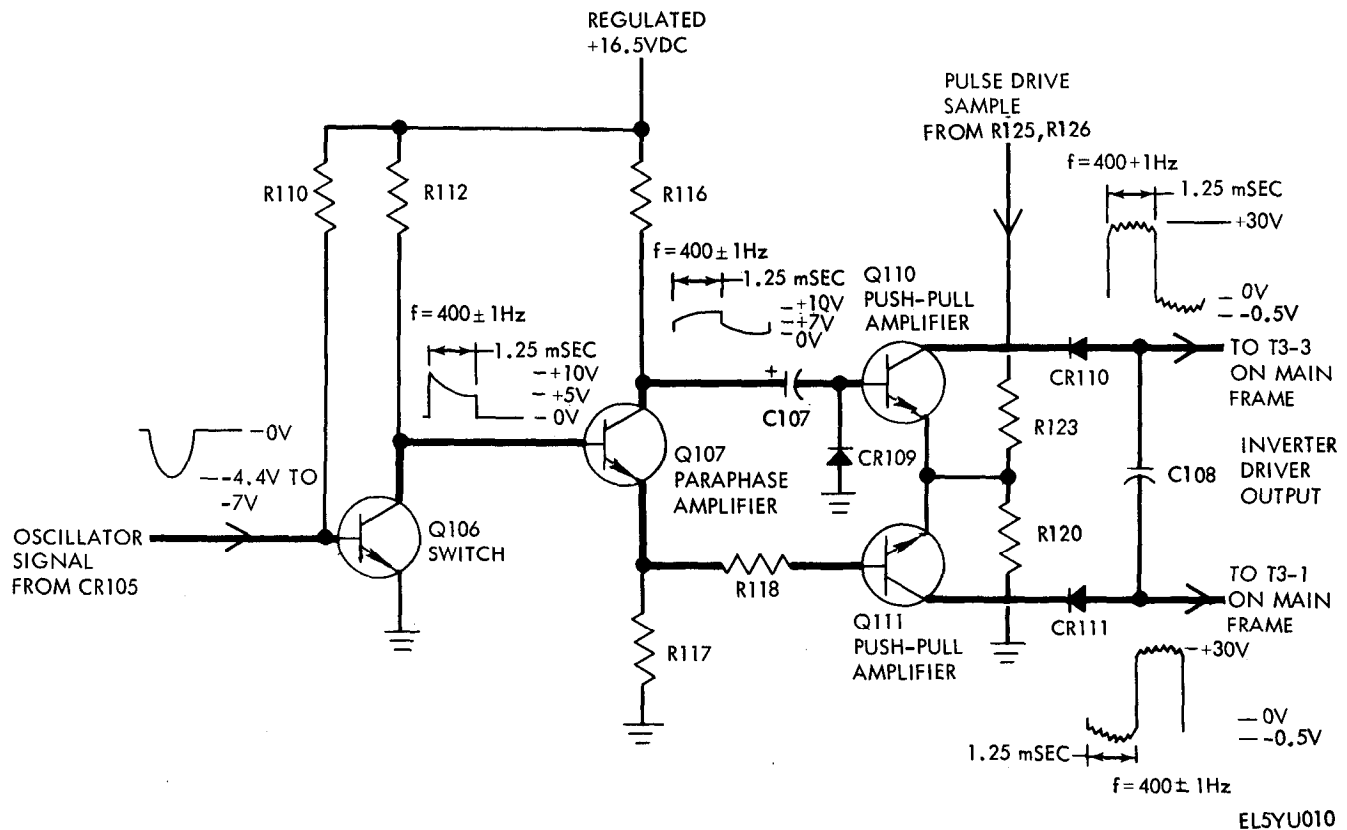 REGULATED
+16.5VDC
PULSE DRIVE
SAMPLE
FROM R125,R126
f=400+1Hz
1.25 mSEC
+30V
0V
-0.5V
R110
R112
R116
f=400±1Hz
1.25 mSEC
+10V
+7V
0V
Q110
PUSH-PULL
AMPLIFIER
f=400±1Hz
1.25 mSEC
+10V
+5V
0V
+
C107
CR109
CR110
TO T3-3
ON MAIN
FRAME
R123
0V
-4.4V TO
-7V
Q107
PARAPHASE
AMPLIFIER
C108
INVERTER
DRIVER
OUTPUT
OSCILLATOR
SIGNAL
FROM CR105
Q106
SWITCH
R118
R120
Q111
PUSH-PULL
AMPLIFIER
CR111
TO T3-1
ON MAIN
FRAME
R117
+30V
0V
-0.5V
1.25 mSEC
f=400±1Hz
EL5YU010